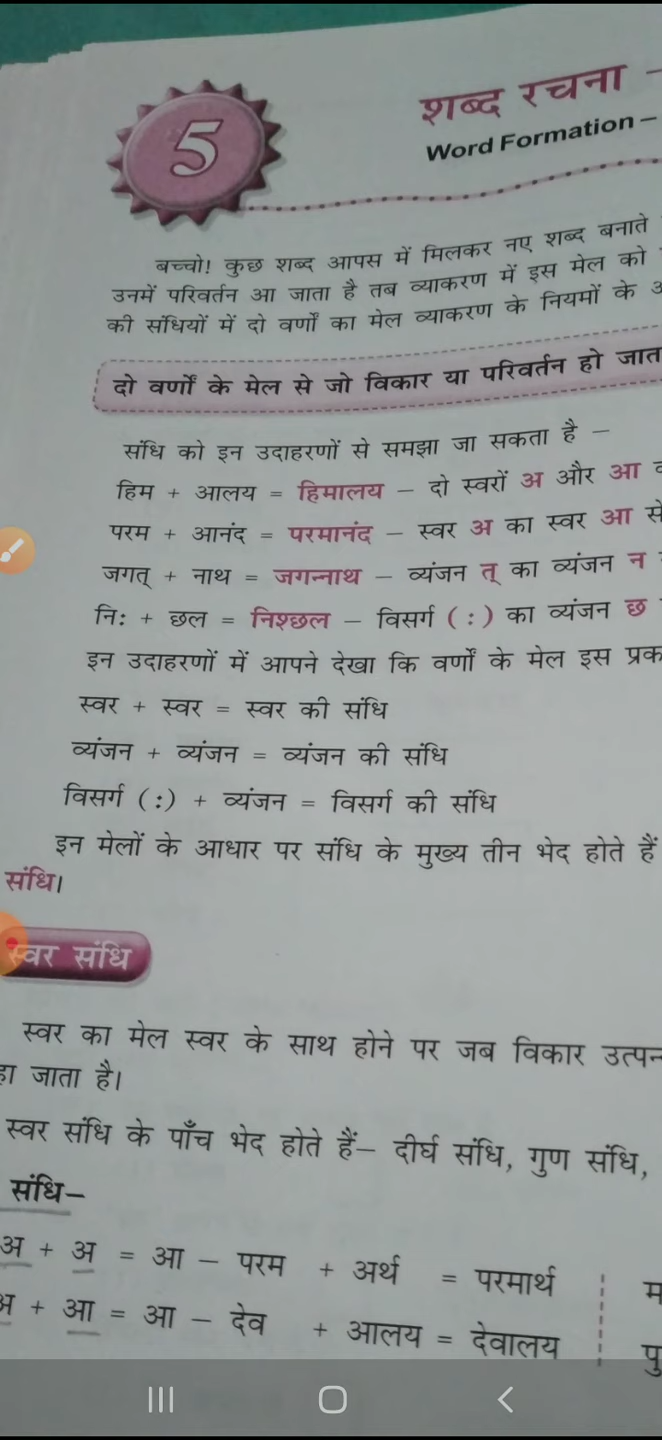 5
शब्द रचना –
Word Formation –
बच्चो! कुछ शब्द आपस में मिलकर नए शब्द बनाते
उनमें परिवर्तन आ जाता है तब व्याकरण में इस मेल को
की संधियों में दो वर्णों का मेल व्याकरण के नियमों के
दो वर्णों के मेल से जो विकार या परिवर्तन हो जात
संधि को इन उदाहरणों से समझा जा सकता है –
हिम + आलय = हिमालय – दो स्वरों अ और आ
परम + आनंद = परमानंद – स्वर अ का स्वर आ से
जगत् + नाथ = जगन्नाथ – व्यंजन त् का व्यंजन न
निः + छल = निश्छल – विसर्ग (:) का व्यंजन छ
इन उदाहरणों में आपने देखा कि वर्णों के मेल इस प्रक
स्वर + स्वर = स्वर की संधि
व्यंजन + व्यंजन = व्यंजन की संधि
विसर्ग (:) + व्यंजन = विसर्ग की संधि
इन मेलों के आधार पर संधि के मुख्य तीन भेद होते हैं
संधि।
स्वर संधि
स्वर का मेल स्वर के साथ होने पर जब विकार उत्पन्
हा जाता है।
स्वर संधि के पाँच भेद होते हैं– दीर्घ संधि, गुण संधि,
संधि–
अ + अ = आ – परम + अर्थ = परमार्थ म
अ + आ = आ – देव + आलय = देवालय पु